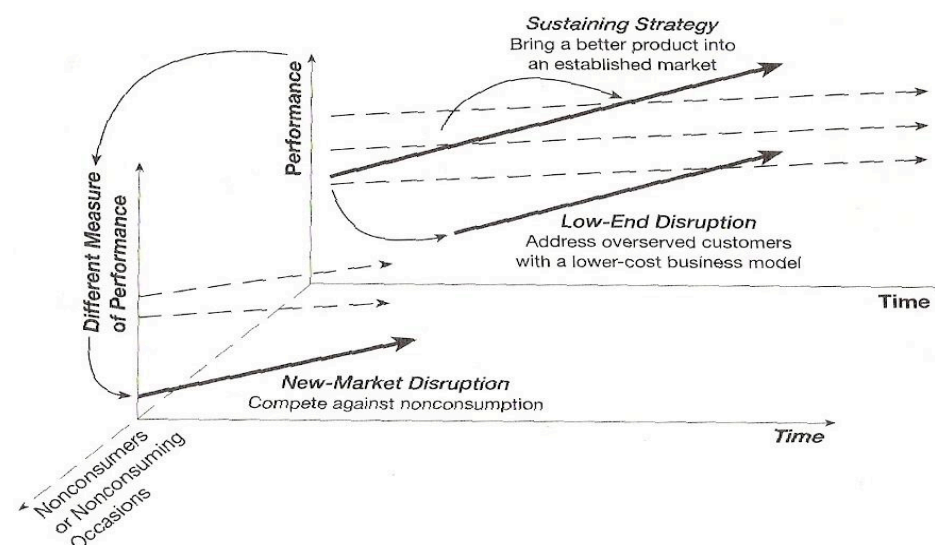 Sustaining Strategy
Bring a better product into
an established market
Performance
Different Measure
of Performance
Low-End Disruption
Address overserved customers
with a lower-cost business model
Time
New-Market Disruption
Compete against nonconsumption
Time
Nonconsumers
or Nonconsuming
Occasions